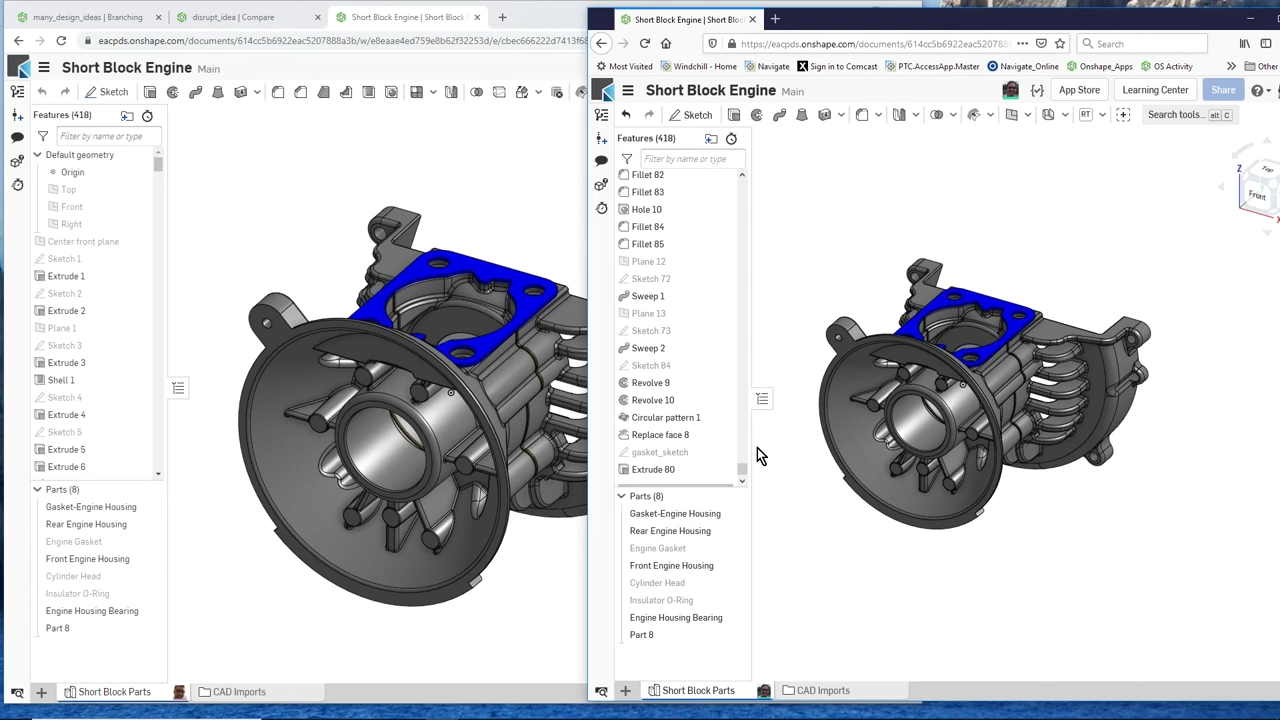 many_design_ideas | Branching
disrupt_idea | Compare
Short Block Engine | Short Block
eacpds.onshape.com/documents/614cc5b6922eac52078883a3b/w/e8eaae4ed759e8b62f32253d/e/cbec666222d7413f6
Short Block Engine Main
Sketch
Features (418)
Filter by name or type
Default geometry
Origin
Top
Front
Right
Center front plane
Sketch 1
Extrude 1
Sketch 2
Extrude 2
Plane 1
Sketch 3
Extrude 3
Shell 1
Sketch 4
Extrude 4
Sketch 5
Extrude 5
Extrude 6
Parts (8)
Gasket-Engine Housing
Rear Engine Housing
Engine Gasket
Front Engine Housing
Cylinder Head
Insulator O-Ring
Engine Housing Bearing
Part 8
Short Block Parts
CAD Imports
Short Block Engine | Short Bloc
https://eacpds.onshape.com/documents/614cc5b6922eac520788
Search
Most Visited
Windchill - Home
Navigate
Sign in to Comcast
PTC.AccessApp.Master
Navigate_Online
Onshape_Apps
OS Activity
Other
Short Block Engine Main
App Store
Learning Center
Share
Sketch
RT
Search tools... alt C
Features (418)
Filter by name or type
Fillet 82
Fillet 83
Hole 10
Fillet 84
Fillet 85
Plane 12
Sketch 72
Sweep 1
Plane 13
Sketch 73
Sweep 2
Sketch 84
Revolve 9
Revolve 10
Circular pattern 1
Replace face 8
gasket_sketch
Extrude 80
Parts (8)
Gasket-Engine Housing
Rear Engine Housing
Engine Gasket
Front Engine Housing
Cylinder Head
Insulator O-Ring
Engine Housing Bearing
Part 8
Z
Top
Front
Short Block Parts
CAD Imports